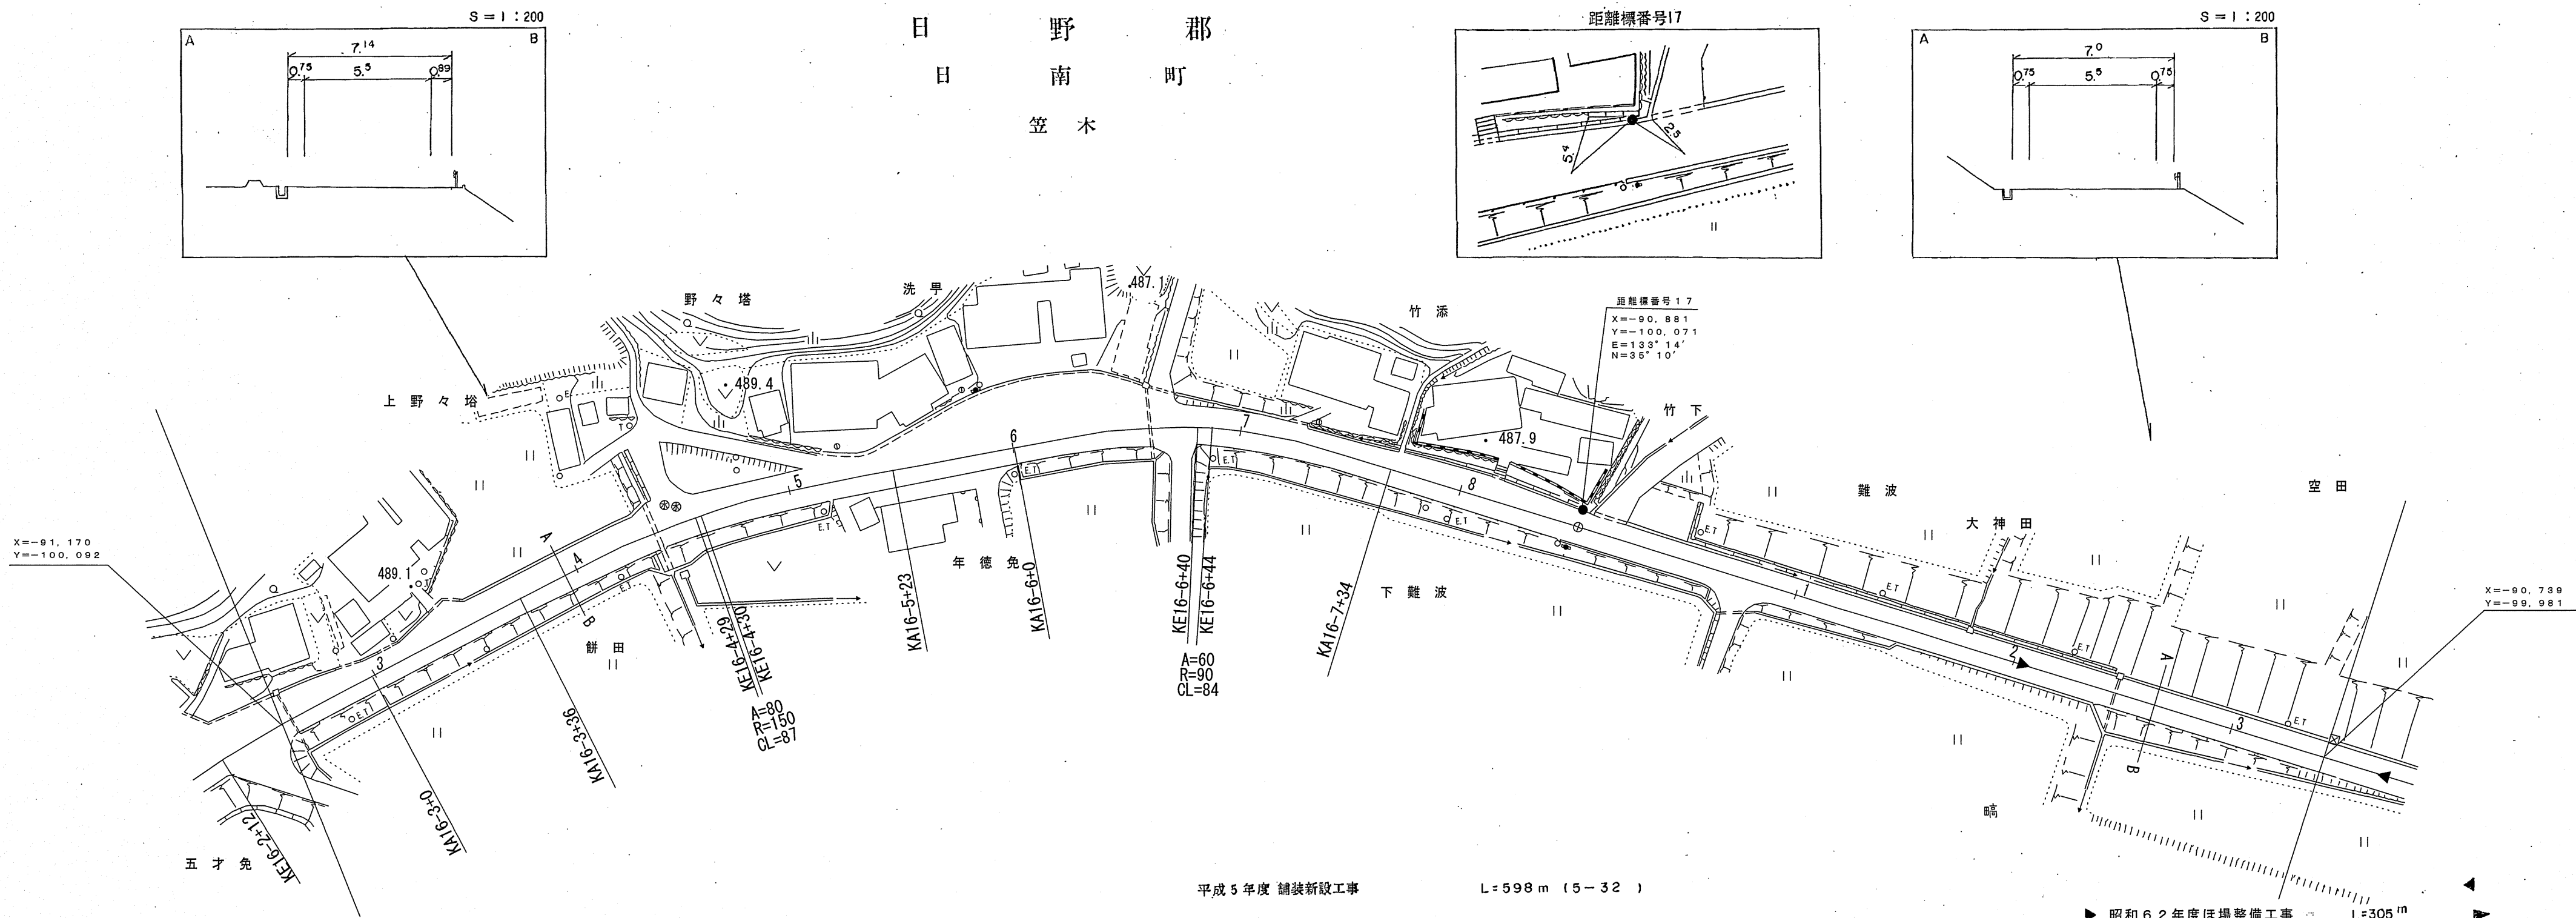 S=1:200
A
B
7.14
0.75
5.5
0.89
日野郡
日南町
笠木
距離標番号17
5.4
2.5
S=1:200
A
B
7.0
0.75
5.5
0.75
上野々塔
野々塔
洗平
487.1
489.4
竹添
距離標番号17
X=-90,881
Y=-100,071
E=133°14′
N=35°10′
竹下
487.9
難波
大神田
空田
X=-91,170
Y=-100,092
489.1
3
A
4
B
5
6
7
8
1
2
3
A
B
E
T
E.T
E.T
E.T
E.T
E.T
E.T
E.T
E.T
E.T
E.T
餅田
年徳免
下難波
五才免
X=-90,739
Y=-99,981
KE16-2+12
KA16-3+0
KA16-3+36
KE16-4+29
KE16-4+30
A=80
R=150
CL=87
KA16-5+23
KA16-6+0
KE16-6+40
KE16-6+44
A=60
R=90
CL=84
KA16-7+34
平成5年度 舗装新設工事 L=598m (5-32 )
昭和62年度ほ場整備工事 L=305m